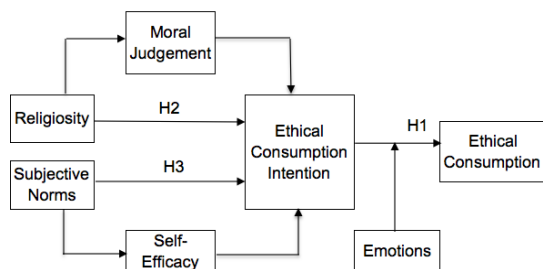 Moral
Judgement
H2
Religiosity
Ethical
Consumption
Intention
H1
Ethical
Consumption
Subjective
Norms
H3
Self-
Efficacy
Emotions